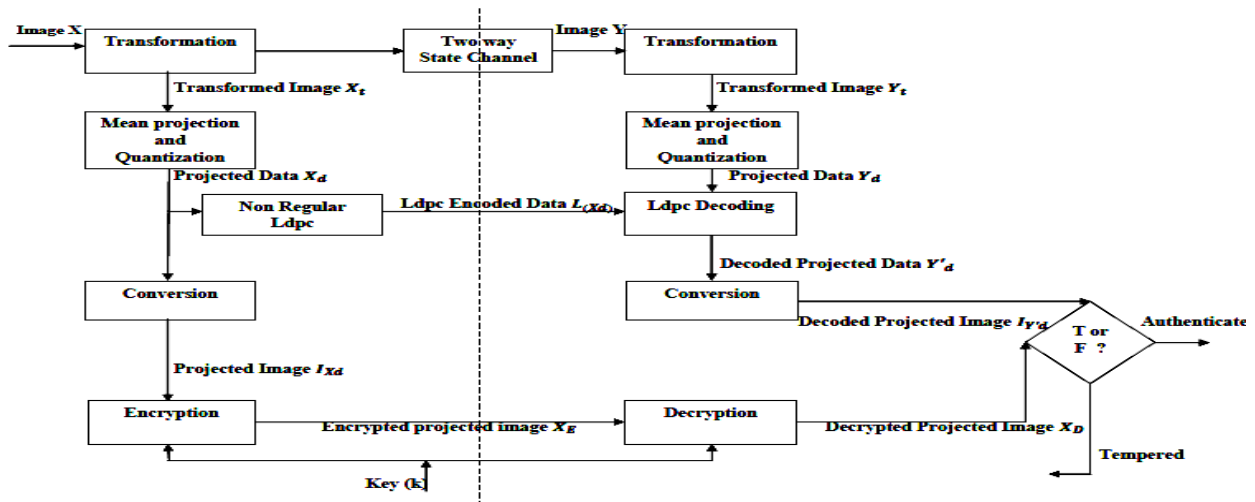 Image X
Transformation
Two way
State Channel
Image Y
Transformation
Transformed Image Xt
Transformed Image Yt
Mean projection
and
Quantization
Mean projection
and
Quantization
Projected Data Xd
Projected Data Yd
Non Regular
Ldpc
Ldpc Encoded Data L(Xd)
Ldpc Decoding
Decoded Projected Data Y'd
Conversion
Conversion
Decoded Projected Image IY'd
T or
F ?
Authenticate
Projected Image IXd
Encryption
Encrypted projected image XE
Decryption
Decrypted Projected Image XD
Tempered
Key (k)